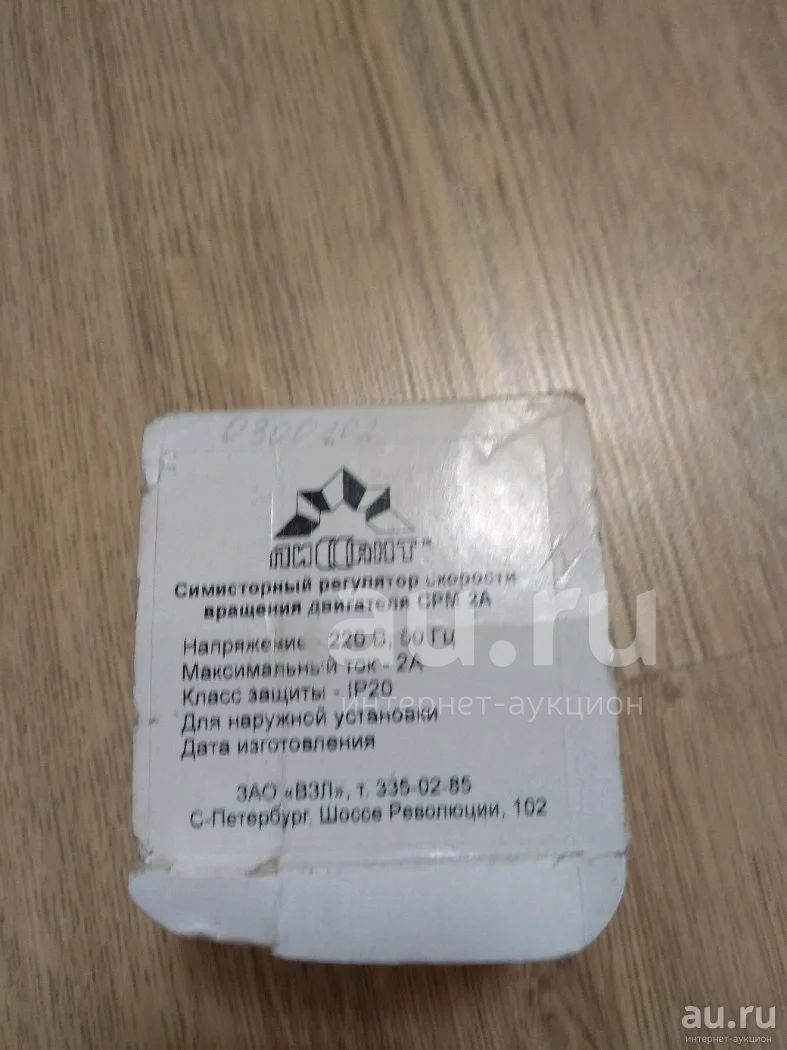 0300202
ЛИССАНТ™
Симисторный регулятор скорости
вращения двигателя СРМ 2А
Напряжение - 220 В, 50 Гц
Максимальный ток - 2А
Класс защиты - IP20
Для наружной установки
Дата изготовления
ЗАО «ВЗЛ», т. 335-02-85
С-Петербург, Шоссе Революции, 102
au.ru
интернет-аукцион
au.ru
интернет-аукцион